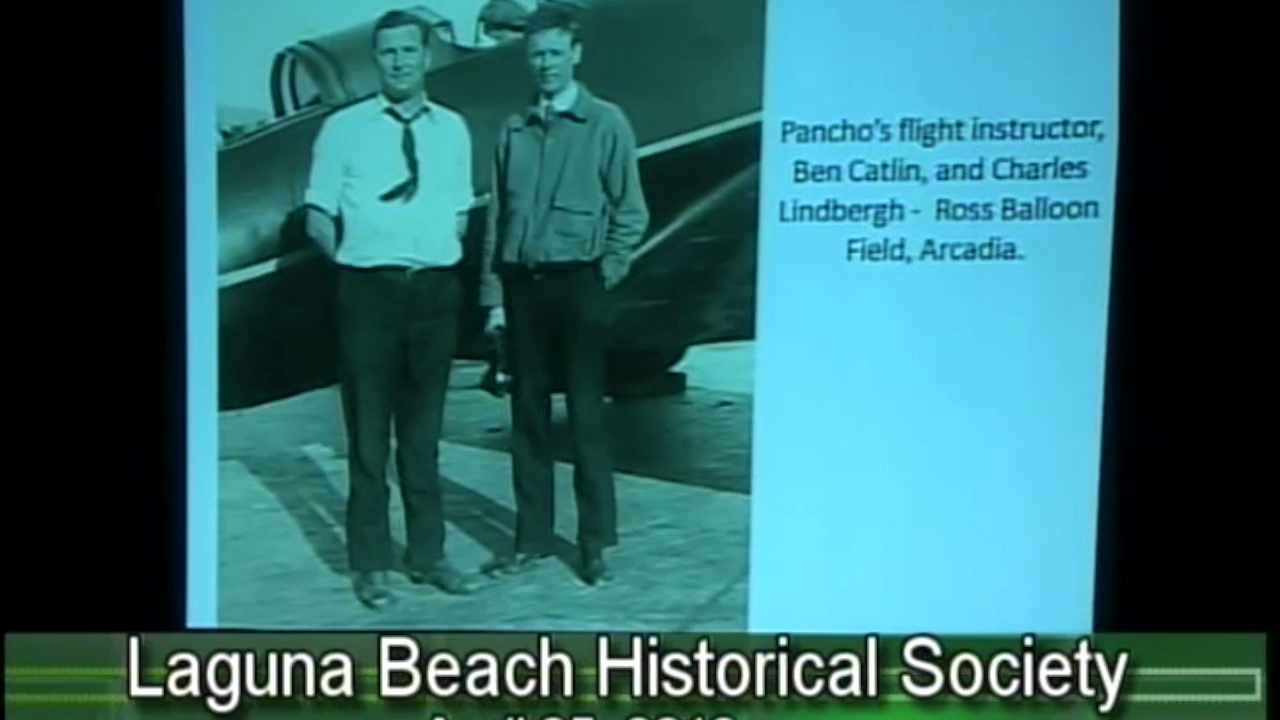 Pancho's flight instructor,
Ben Catlin, and Charles
Lindbergh - Ross Balloon
Field, Arcadia.
Laguna Beach Historical Society